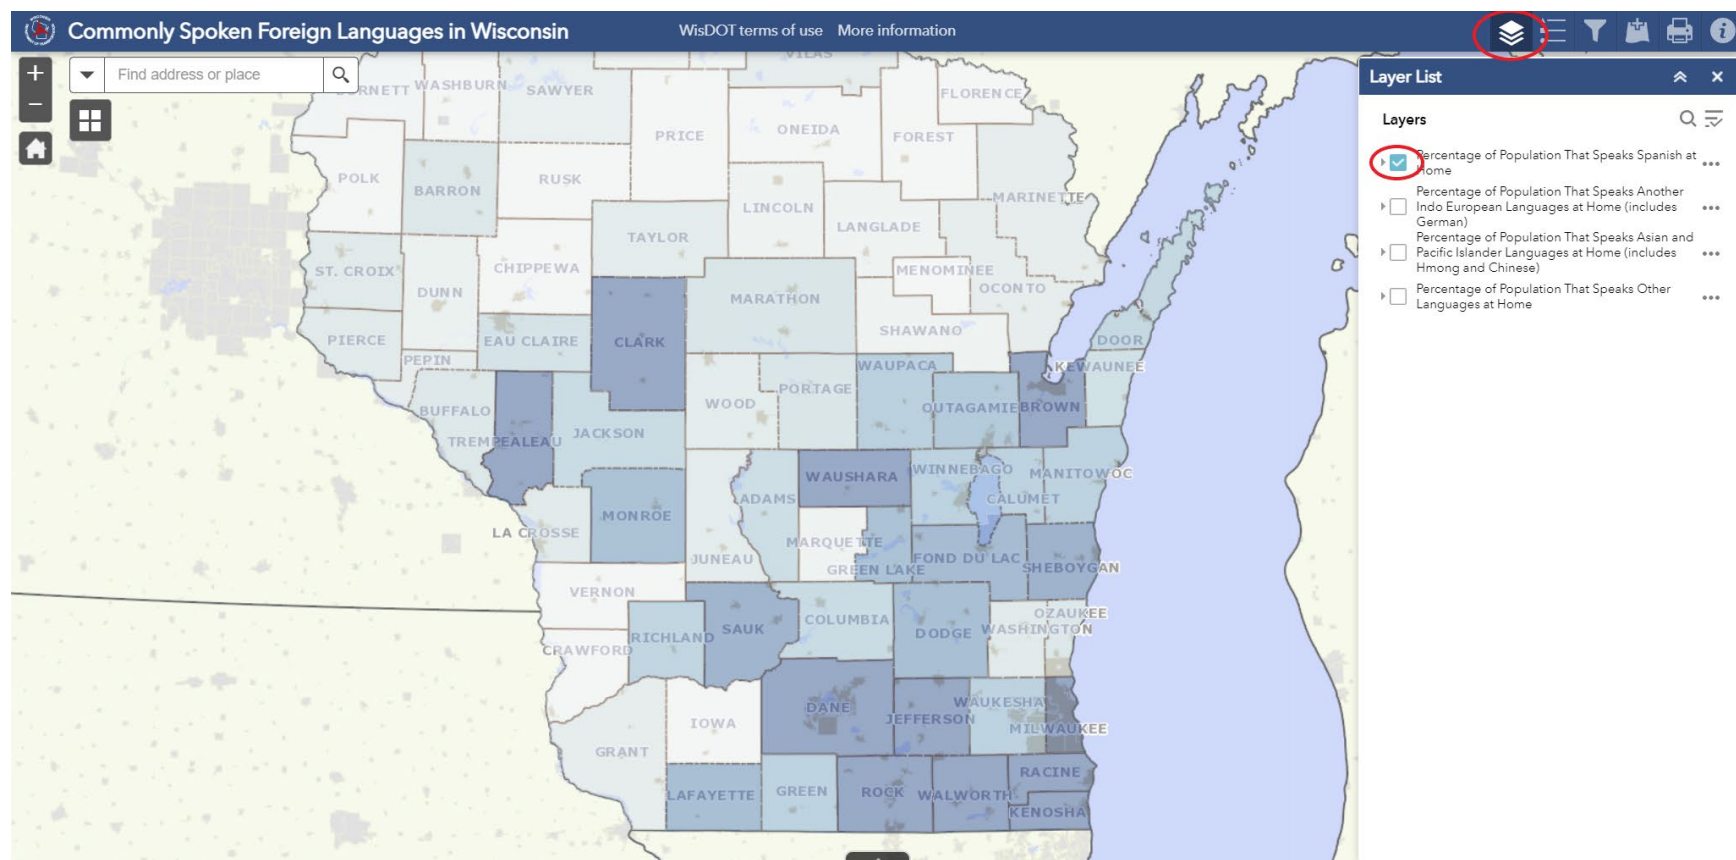 Commonly Spoken Foreign Languages in Wisconsin
WisDOT terms of use More information
Find address or place
Layer List
Layers
Percentage of Population That Speaks Spanish at
Home
Percentage of Population That Speaks Another
Indo European Languages at Home (includes
German)
Percentage of Population That Speaks Asian and
Pacific Islander Languages at Home (includes
Hmong and Chinese)
Percentage of Population That Speaks Other
Languages at Home
VILAS
WASHBURN
SAWYER
FLORENCE
PRICE
ONEIDA
FOREST
POLK
BARRON
RUSK
LINCOLN
MARINETTE
LANGLADE
TAYLOR
ST. CROIX
CHIPPEWA
MENOMINEE
DUNN
OCONTO
MARATHON
SHAWANO
PIERCE
EAU CLAIRE
CLARK
DOOR
PEPIN
WAUPACA
KEWAUNEE
PORTAGE
WOOD
BUFFALO
OUTAGAMIE
BROWN
TREMPEALEAU
JACKSON
WAUSHARA
WINNEBAGO
MANITOWOC
ADAMS
CALUMET
MONROE
LA CROSSE
MARQUETTE
JUNEAU
GREEN LAKE
FOND DU LAC
SHEBOYGAN
VERNON
OZAUKEE
COLUMBIA
RICHLAND
SAUK
DODGE
WASHINGTON
CRAWFORD
DANE
WAUKESHA
JEFFERSON
IOWA
MILWAUKEE
GRANT
RACINE
LAFAYETTE
GREEN
ROCK
WALWORTH
KENOSHA